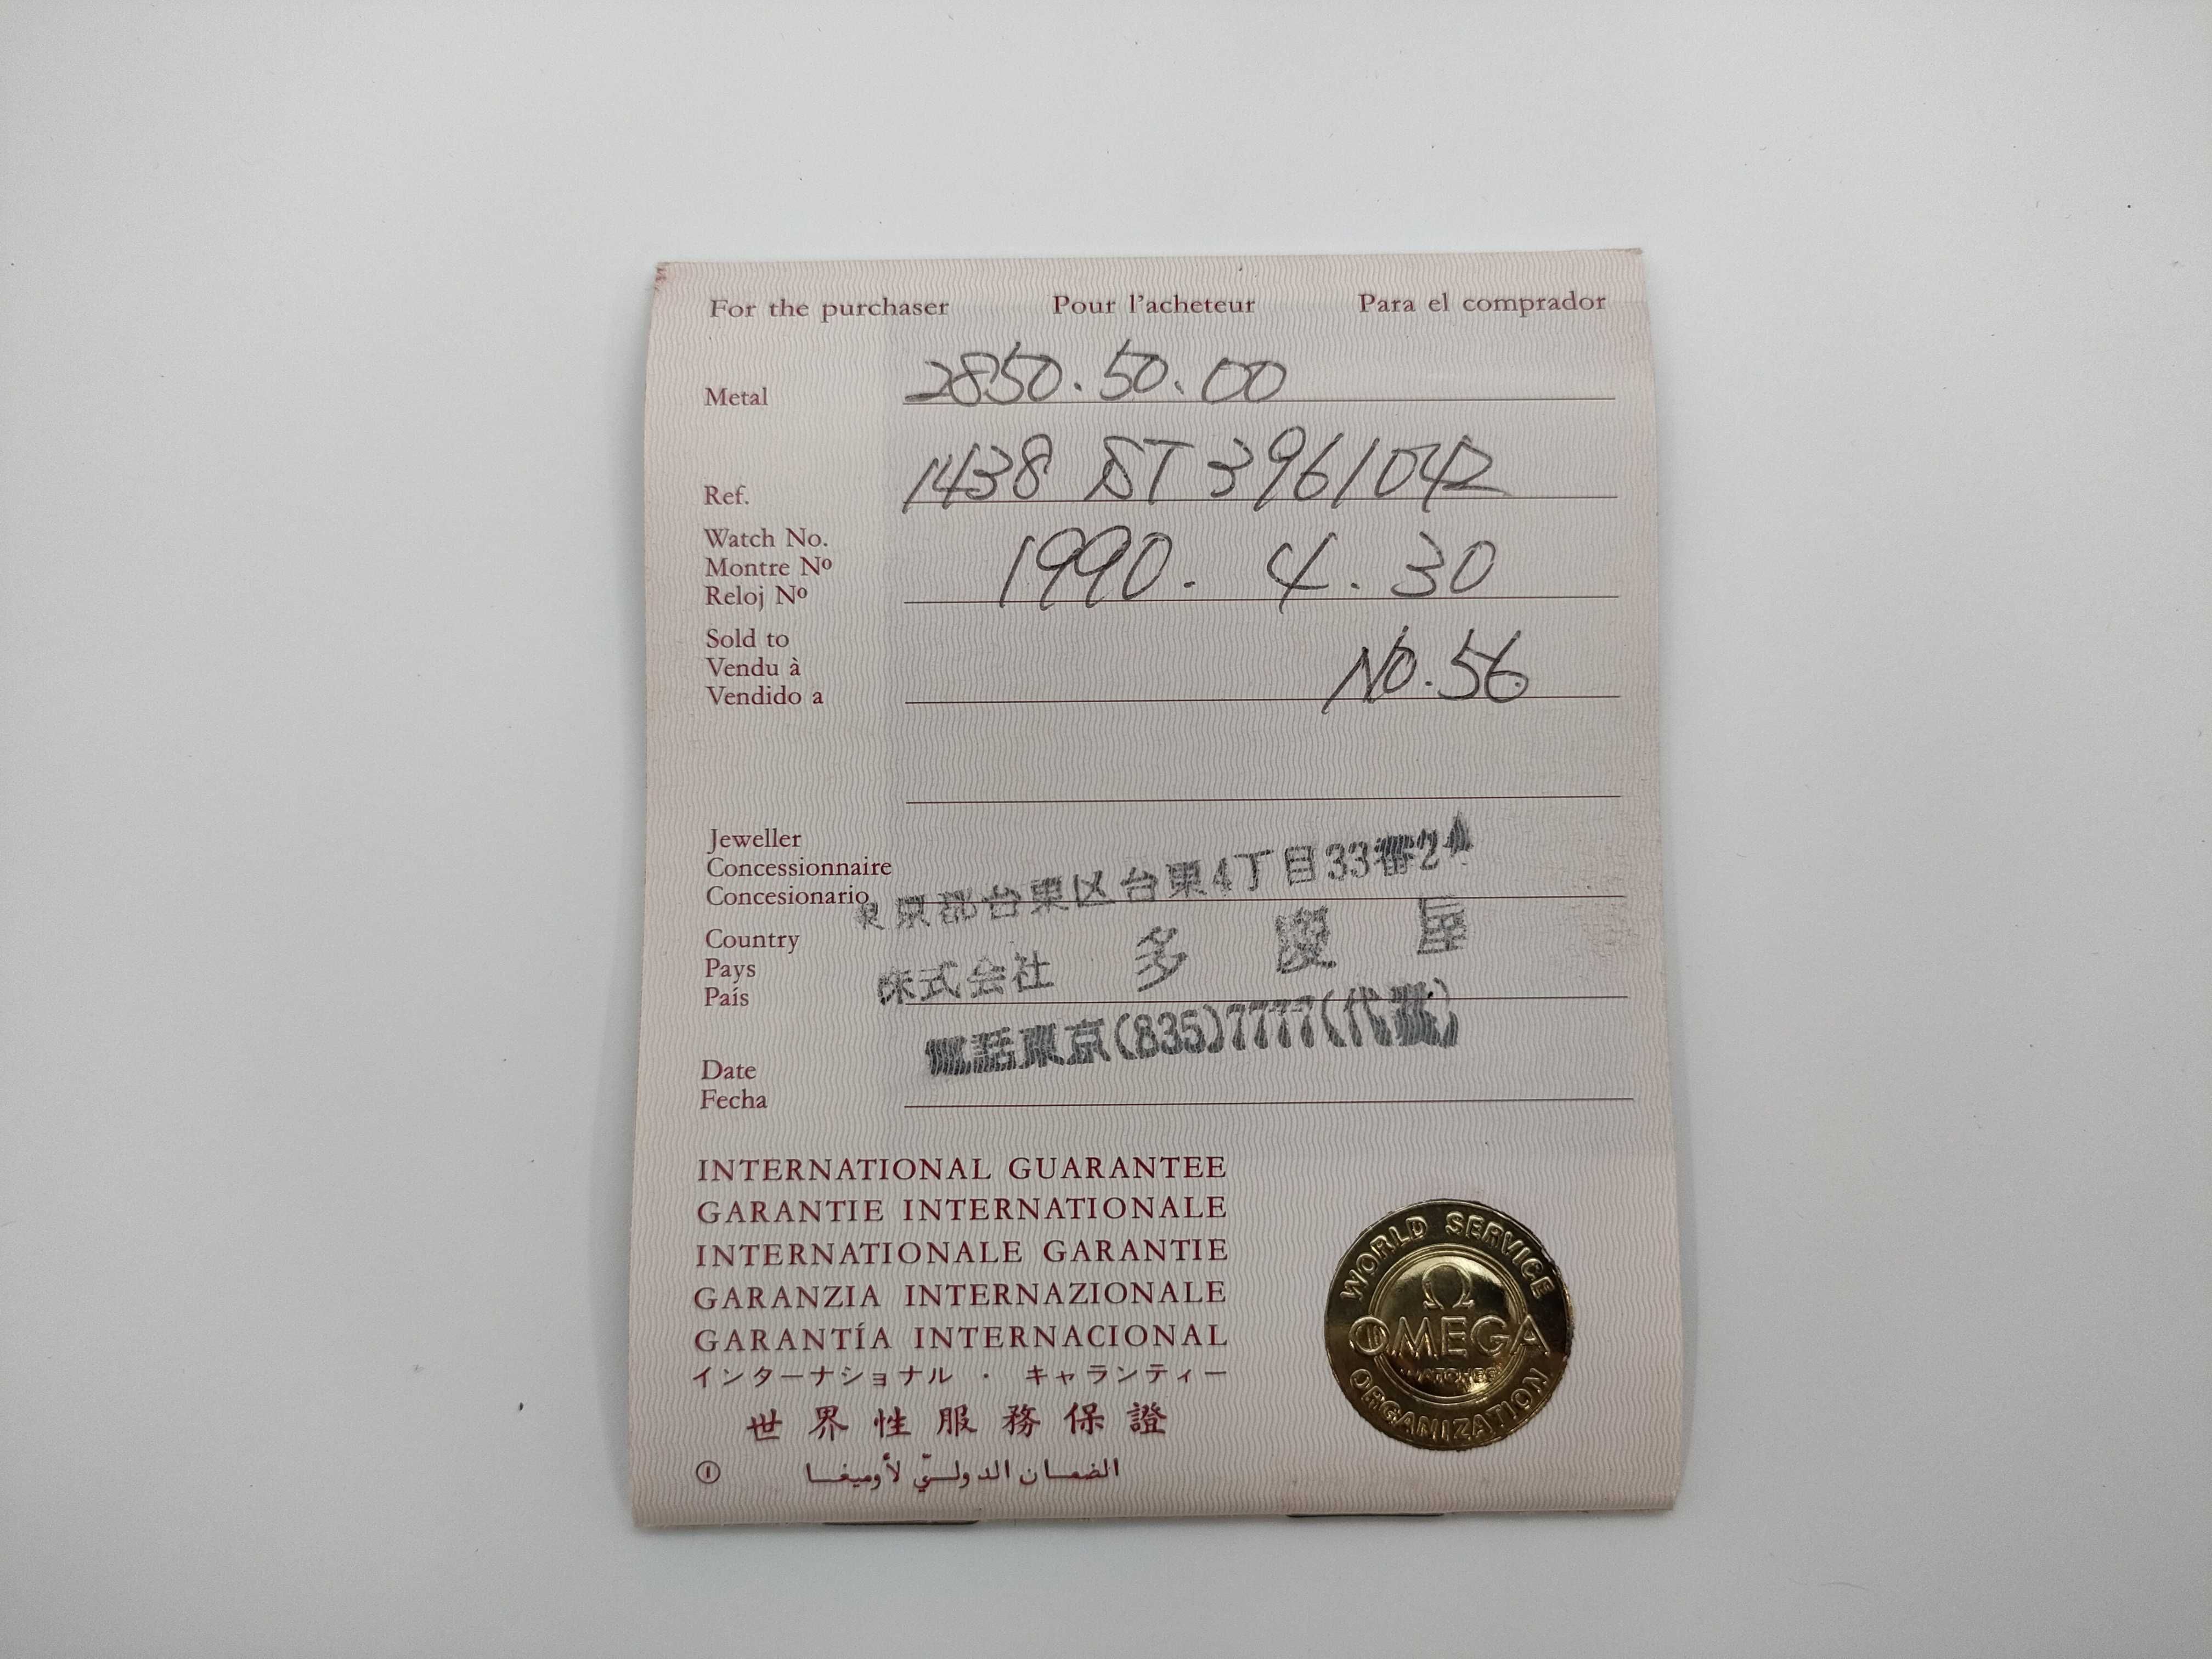 For the purchaser Pour l'acheteur Para el comprador
Metal 2850.50.00
Ref. 1438 ST 3961042
Watch No.
Montre Nº 1990. 4. 30
Reloj Nº
Sold to
Vendu à No. 56
Vendido a
Jeweller
Concessionnaire
Concesionario
東京都台東区台東4丁目33番2
Country
Pays
País
株式会社 多慶屋
電話東京(835)7777(代表)
Date
Fecha
INTERNATIONAL GUARANTEE
GARANTIE INTERNATIONALE
INTERNATIONALE GARANTIE
GARANZIA INTERNAZIONALE
GARANTÍA INTERNACIONAL
インターナショナル・キャランティー
世界性服務保證
① الضمان الدولي لأوميغا
WORLD SERVICE
Ω
OMEGA
WATCHES
ORGANIZATION